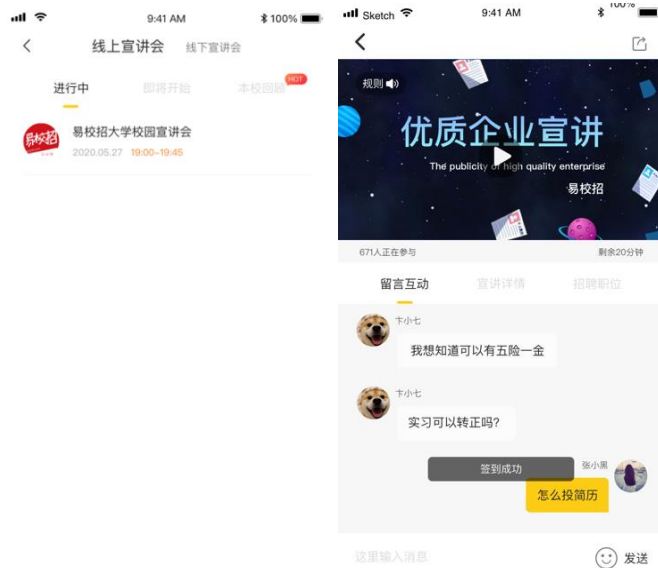 9:41 AM
100%
线上宣讲会 线下宣讲会
进行中 即将开始 本校回顾 HOT
易校招
易校招大学校园宣讲会
2020.05.27 19:00-19:45
Sketch 9:41 AM 100%
规则
优质企业宣讲
The publicity of high quality enterprise
易校招
671人正在参与 剩余20分钟
留言互动 宣讲详情 招聘职位
卞小七
我想知道可以有五险一金
卞小七
实习可以转正吗?
签到成功
张小黑
怎么投简历
这里输入消息 发送